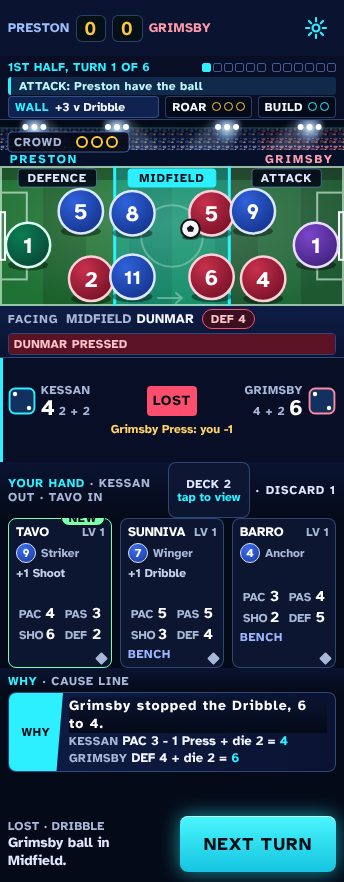 PRESTON 0 0 GRIMSBY
1ST HALF, TURN 1 OF 6
ATTACK: Preston have the ball
WALL +3 v Dribble
ROAR
BUILD
CROWD
PRESTON
GRIMSBY
DEFENCE
MIDFIELD
ATTACK
5
8
5
9
1
1
2
11
6
4
FACING MIDFIELD DUNMAR DEF 4
DUNMAR PRESSED
KESSAN
4 2 + 2
LOST
GRIMSBY
4 + 2 6
Grimsby Press: you -1
YOUR HAND · KESSAN
OUT · TAVO IN
DECK 2
tap to view
· DISCARD 1
NEW
TAVO LV 1
9 Striker
+1 Shoot
PAC 4 PAS 3
SHO 6 DEF 2
SUNNIVA LV 1
7 Winger
+1 Dribble
PAC 5 PAS 5
SHO 3 DEF 4
BENCH
BARRO LV 1
4 Anchor
PAC 3 PAS 4
SHO 2 DEF 5
BENCH
WHY · CAUSE LINE
WHY
Grimsby stopped the Dribble, 6
to 4.
KESSAN PAC 3 - 1 Press + die 2 = 4
GRIMSBY DEF 4 + die 2 = 6
LOST · DRIBBLE
Grimsby ball in
Midfield.
NEXT TURN